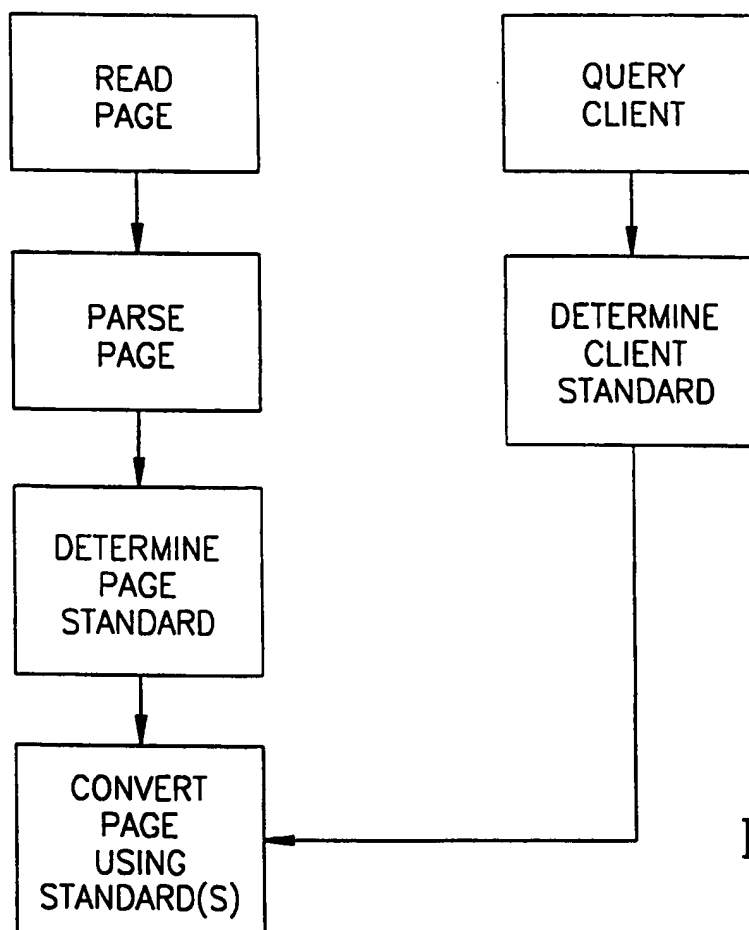 READ
PAGE
QUERY
CLIENT
PARSE
PAGE
DETERMINE
CLIENT
STANDARD
DETERMINE
PAGE
STANDARD
CONVERT
PAGE
USING
STANDARD(S)